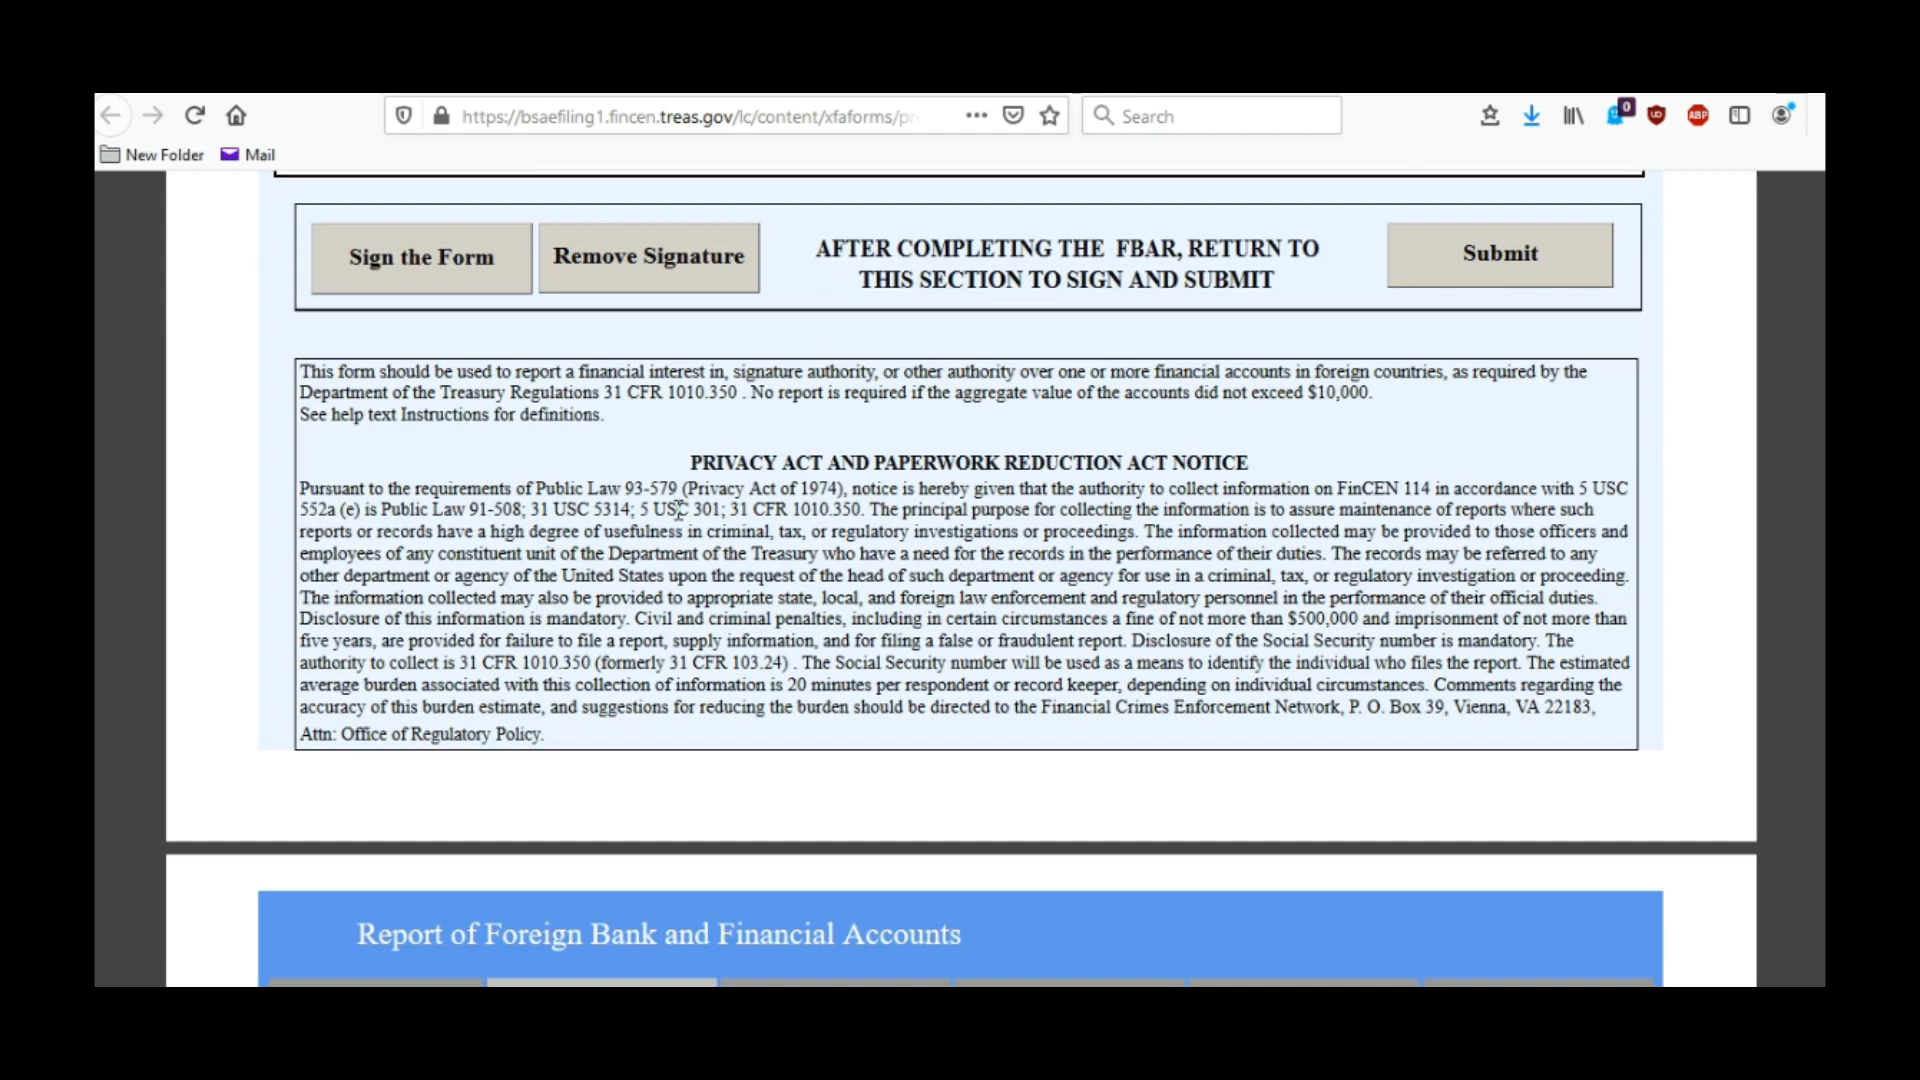 https://bsaefiling1.fincen.treas.gov/lc/content/xfaforms/pr
Search
0
UD
ABP
New Folder
Mail
Sign the Form
Remove Signature
AFTER COMPLETING THE FBAR, RETURN TO
THIS SECTION TO SIGN AND SUBMIT
Submit
This form should be used to report a financial interest in, signature authority, or other authority over one or more financial accounts in foreign countries, as required by the
Department of the Treasury Regulations 31 CFR 1010.350 . No report is required if the aggregate value of the accounts did not exceed $10,000.
See help text Instructions for definitions.
PRIVACY ACT AND PAPERWORK REDUCTION ACT NOTICE
Pursuant to the requirements of Public Law 93-579 (Privacy Act of 1974), notice is hereby given that the authority to collect information on FinCEN 114 in accordance with 5 USC
552a (e) is Public Law 91-508; 31 USC 5314; 5 USC 301; 31 CFR 1010.350. The principal purpose for collecting the information is to assure maintenance of reports where such
reports or records have a high degree of usefulness in criminal, tax, or regulatory investigations or proceedings. The information collected may be provided to those officers and
employees of any constituent unit of the Department of the Treasury who have a need for the records in the performance of their duties. The records may be referred to any
other department or agency of the United States upon the request of the head of such department or agency for use in a criminal, tax, or regulatory investigation or proceeding.
The information collected may also be provided to appropriate state, local, and foreign law enforcement and regulatory personnel in the performance of their official duties.
Disclosure of this information is mandatory. Civil and criminal penalties, including in certain circumstances a fine of not more than $500,000 and imprisonment of not more than
five years, are provided for failure to file a report, supply information, and for filing a false or fraudulent report. Disclosure of the Social Security number is mandatory. The
authority to collect is 31 CFR 1010.350 (formerly 31 CFR 103.24) . The Social Security number will be used as a means to identify the individual who files the report. The estimated
average burden associated with this collection of information is 20 minutes per respondent or record keeper, depending on individual circumstances. Comments regarding the
accuracy of this burden estimate, and suggestions for reducing the burden should be directed to the Financial Crimes Enforcement Network, P. O. Box 39, Vienna, VA 22183,
Attn: Office of Regulatory Policy.
Report of Foreign Bank and Financial Accounts